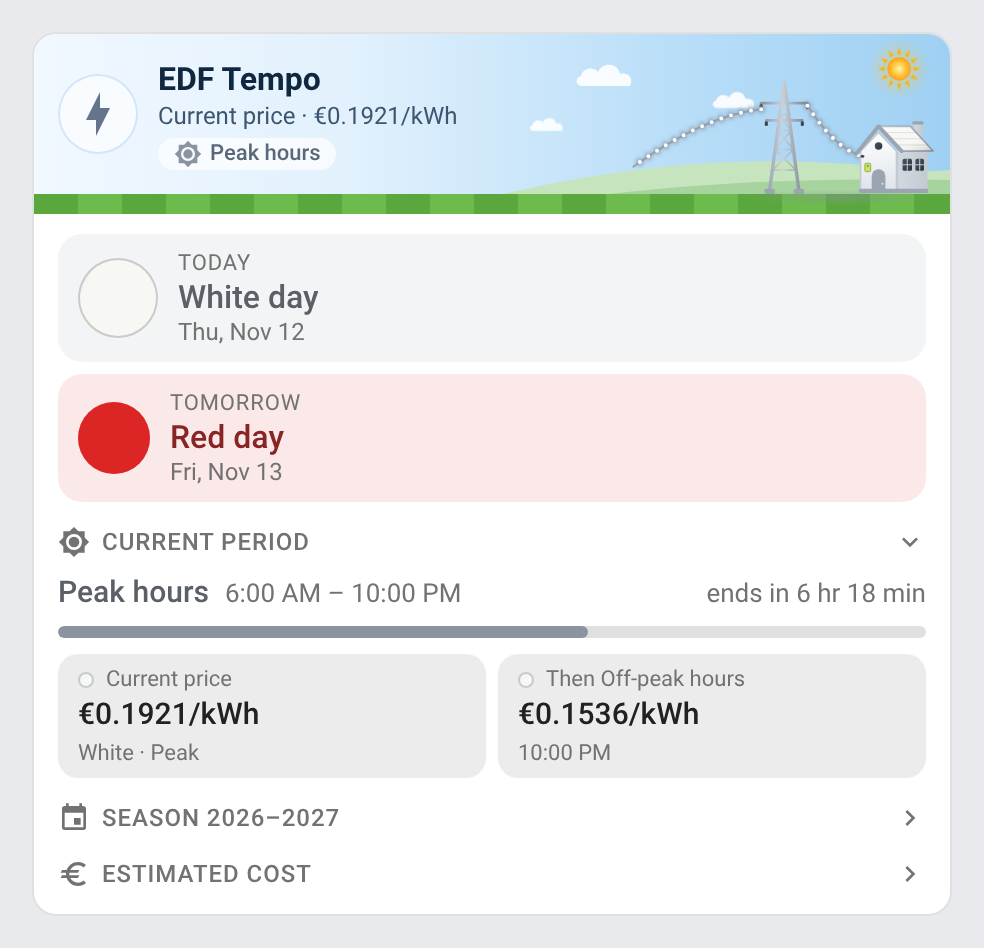 EDF Tempo
Current price · €0.1921/kWh
Peak hours
TODAY
White day
Thu, Nov 12
TOMORROW
Red day
Fri, Nov 13
CURRENT PERIOD
Peak hours 6:00 AM – 10:00 PM ends in 6 hr 18 min
Current price
€0.1921/kWh
White · Peak
Then Off-peak hours
€0.1536/kWh
10:00 PM
SEASON 2026–2027
ESTIMATED COST